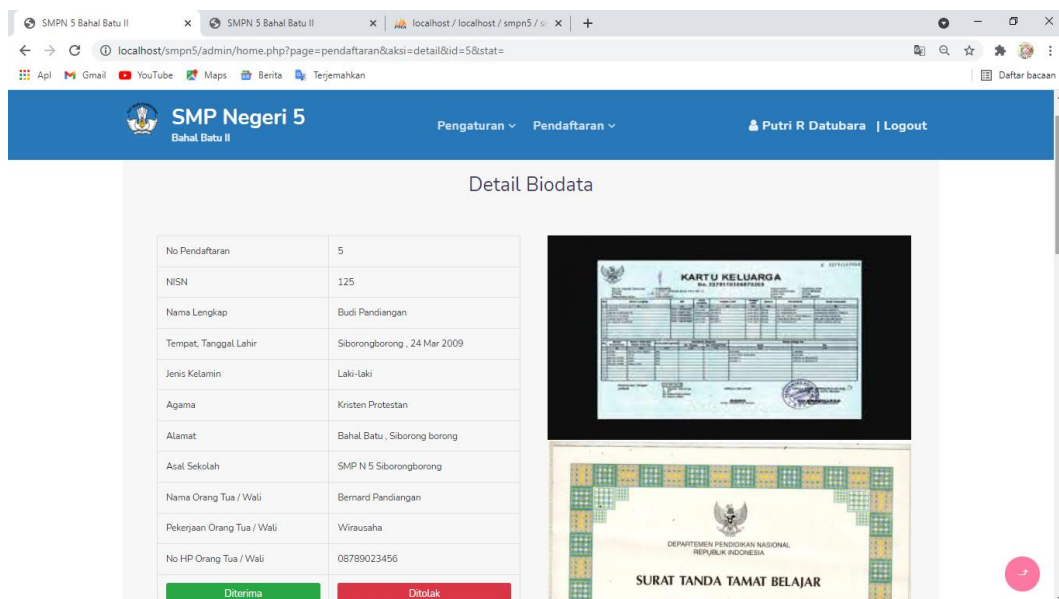 SMPN 5 Bahal Batu II
SMPN 5 Bahal Batu II
localhost / localhost / smpn5 / si
localhost/smpn5/admin/home.php?page=pendaftaran&aksi=detail&id=5&stat=
Apl Gmail YouTube Maps Berita Terjemahkan Daftar bacaan
SMP Negeri 5
Bahal Batu II
Pengaturan Pendaftaran Putri R Datubara | Logout
Detail Biodata
No Pendaftaran 5
NISN 125
Nama Lengkap Budi Pandiangan
Tempat, Tanggal Lahir Siborongborong , 24 Mar 2009
Jenis Kelamin Laki-laki
Agama Kristen Protestan
Alamat Bahal Batu , Siborong borong
Asal Sekolah SMP N 5 Siborongborong
Nama Orang Tua / Wali Bernard Pandiangan
Pekerjaan Orang Tua / Wali Wirausaha
No HP Orang Tua / Wali 08789023456
Diterima Ditolak
KARTU KELUARGA
DEPARTEMEN PENDIDIKAN NASIONAL
REPUBLIK INDONESIA
SURAT TANDA TAMAT BELAJAR